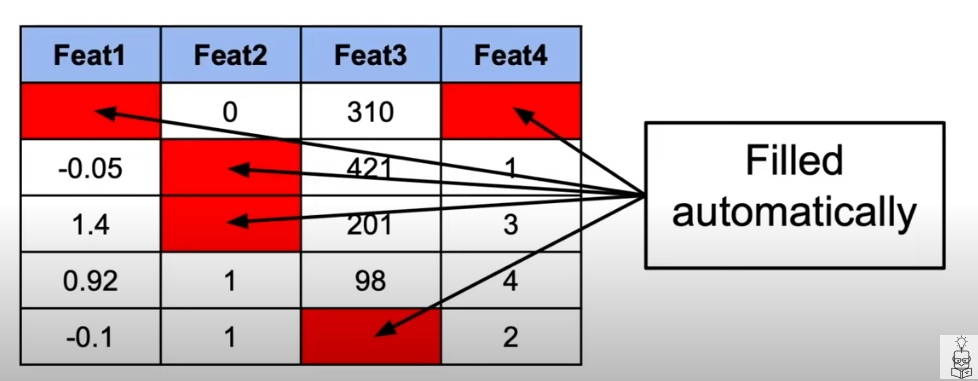 Feat1 Feat2 Feat3 Feat4
0 310
-0.05 421 1
1.4 201 3
0.92 1 98 4
-0.1 1 2
Filled
automatically